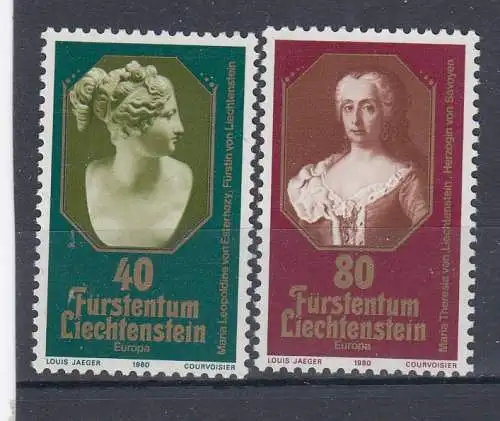 40
Fürstentum
Liechtenstein
Europa
Maria Leopoldine von Esterhazy, Fürstin von Liechtenstein
LOUIS JAEGER 1980 COURVOISIER
80
Fürstentum
Liechtenstein
Europa
Maria Theresia von Liechtenstein, Herzogin von Savoyen
LOUIS JAEGER 1980 COURVOISIER